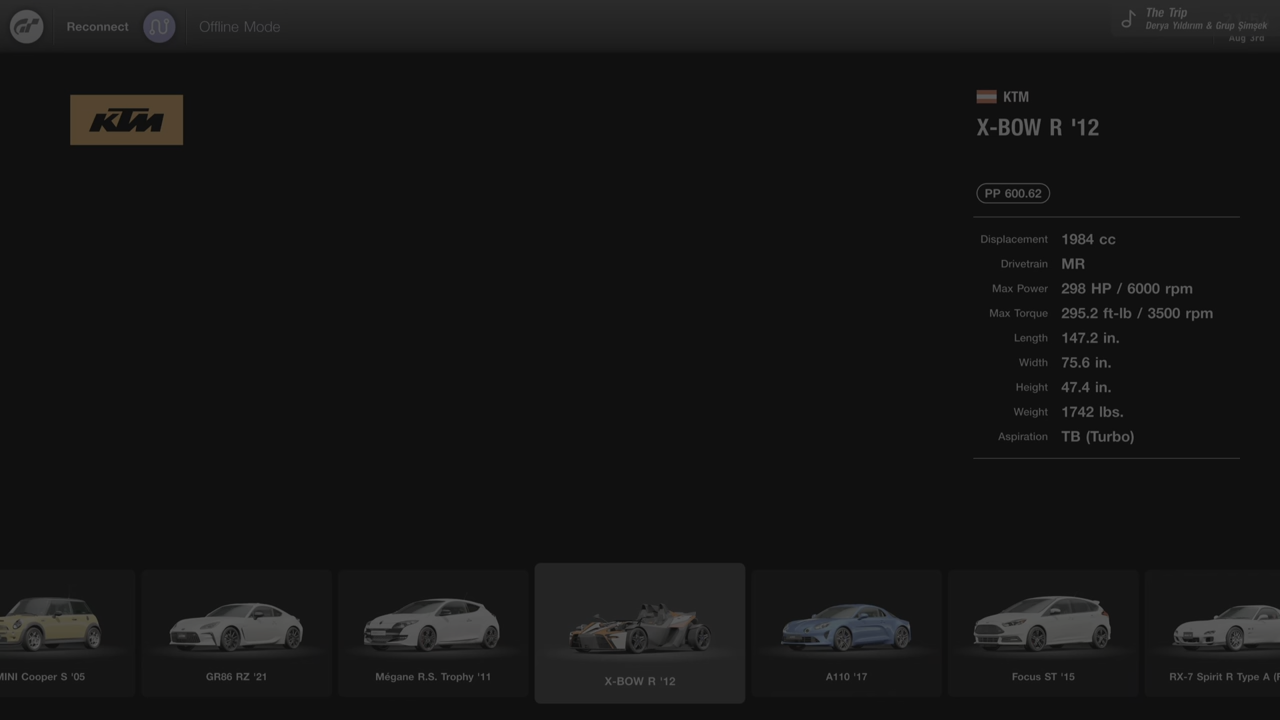 Reconnect
Offline Mode
The Trip
Derya Yıldırım & Grup Şimşek
Aug 3rd
KTM
KTM
X-BOW R '12
PP 600.62
Displacement 1984 cc
Drivetrain MR
Max Power 298 HP / 6000 rpm
Max Torque 295.2 ft-lb / 3500 rpm
Length 147.2 in.
Width 75.6 in.
Height 47.4 in.
Weight 1742 lbs.
Aspiration TB (Turbo)
MINI Cooper S '05
GR86 RZ '21
Mégane R.S. Trophy '11
X-BOW R '12
A110 '17
Focus ST '15
RX-7 Spirit R Type A